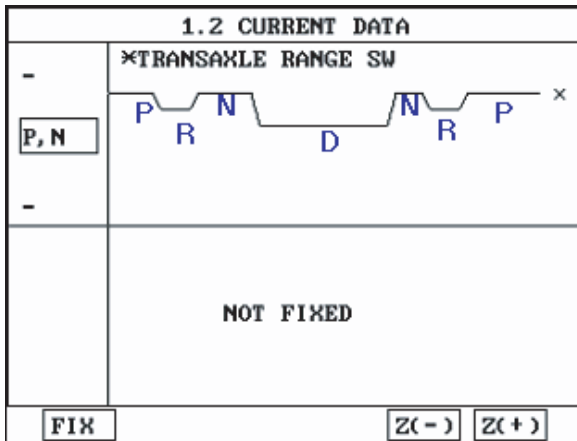 1.2 CURRENT DATA
*TRANSAXLE RANGE SW
-
P R N D N R P ×
P, N
-
NOT FIXED
FIX Z(-) Z(+)